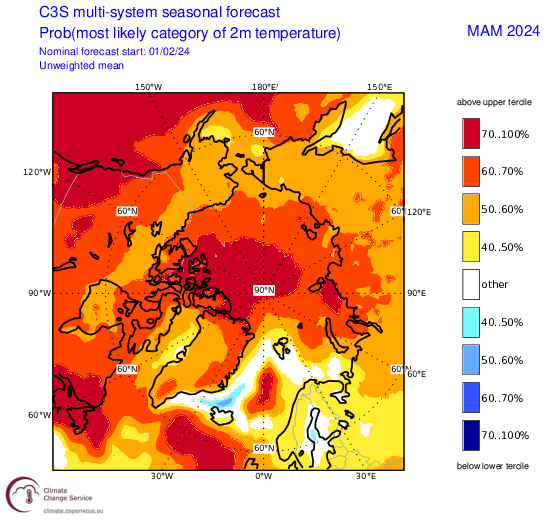 C3S multi-system seasonal forecast
Prob(most likely category of 2m temperature)
MAM 2024
Nominal forecast start: 01/02/24
Unweighted mean
150°W 180°E 150°E
above upper tercile
60°N
70..100%
60..70%
120°W
50..60%
60°N 60°N 120°E
40..50%
other
90°W 90°N 90°E
40..50%
50..60%
60°N 60°N 60°E
60..70%
60°W
70..100%
60°N
below lower tercile
30°W 0°W 30°E
Climate
Change Service
climate.copernicus.eu